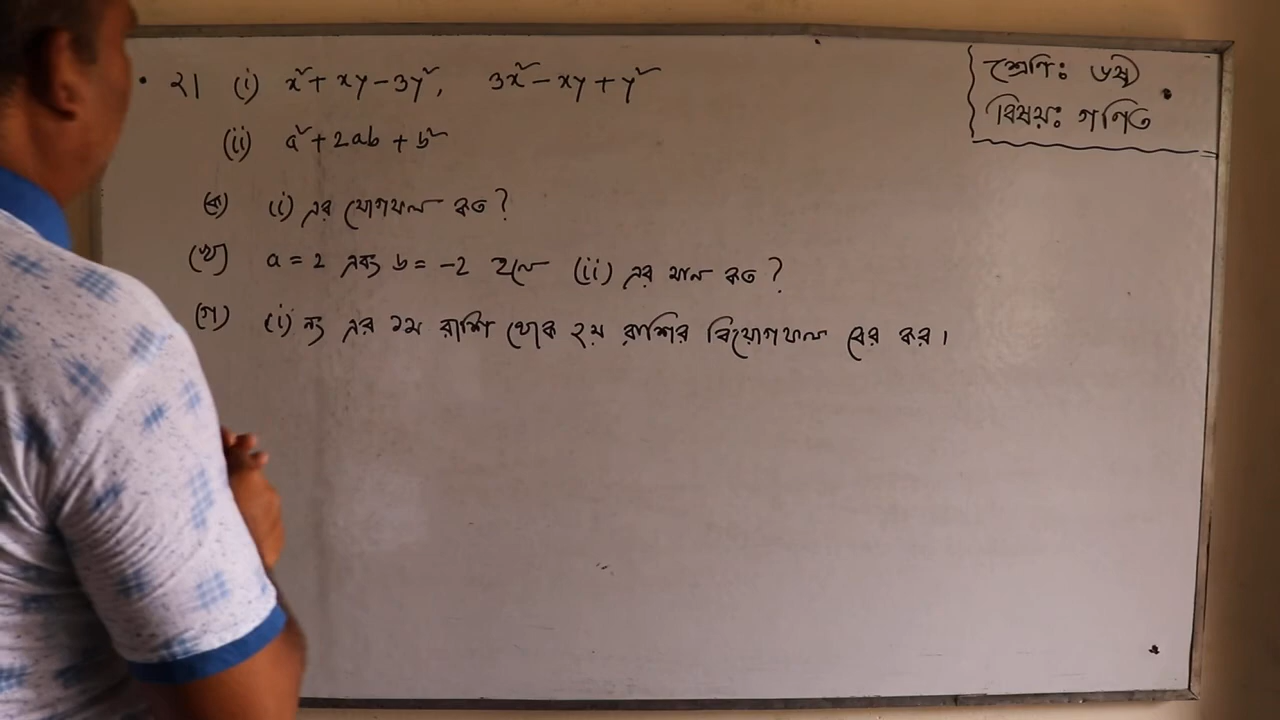 ২। (i) x² + xy - 3y², 3x² - xy + y²
(ii) a² + 2ab + b²
(ক) (i) এর যোগফল কত?
(খ) a = 2 এবং b = -2 হলে (ii) এর মান কত?
(গ) (i) নং এর ১ম রাশি থেকে ২য় রাশির বিয়োগফল বের কর।
শ্রেণি: ৬ষ্ঠ
বিষয়: গণিত